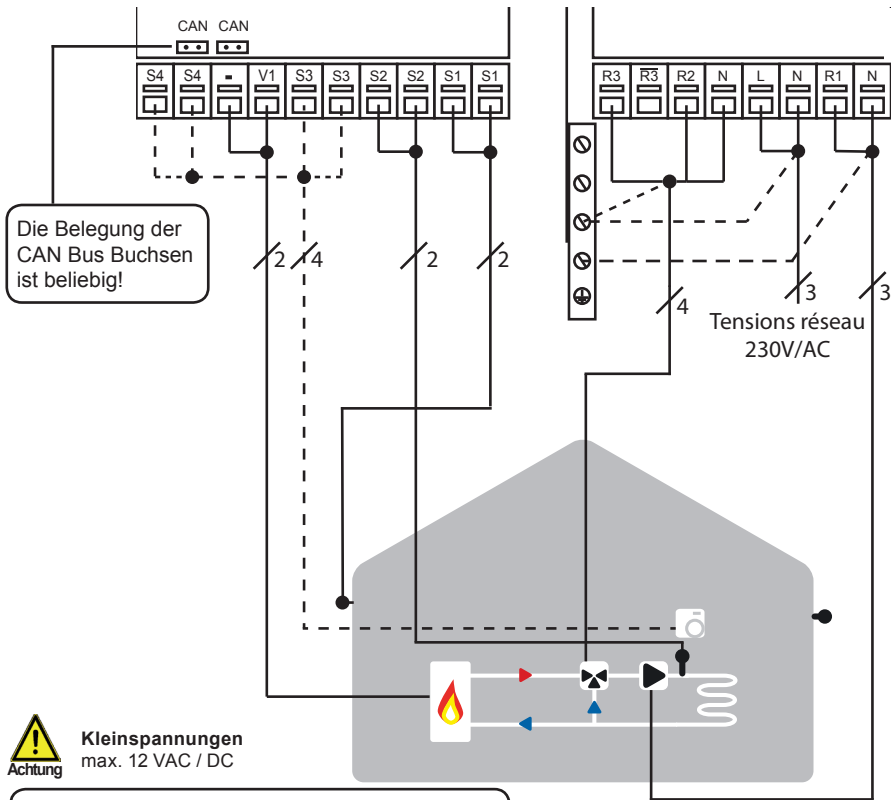 CAN CAN
S4 S4 - V1 S3 S3 S2 S2 S1 S1
R3 R3 R2 N L N R1 N
Die Belegung der
CAN Bus Buchsen
ist beliebig!
2 4 2 2
4 3 3
Tensions réseau
230V/AC
Achtung
Kleinspannungen
max. 12 VAC / DC